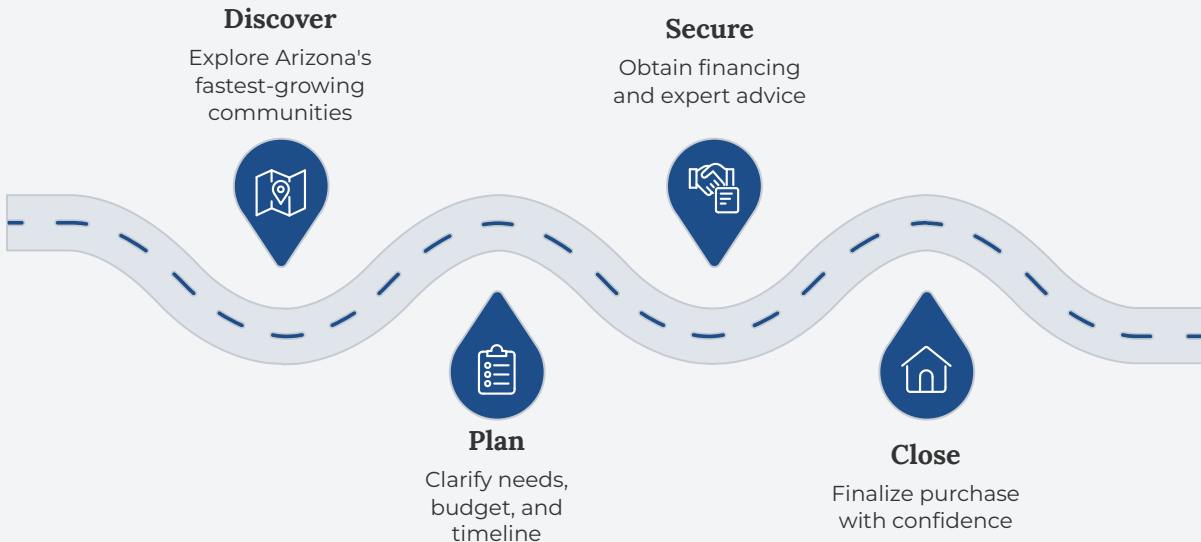 Discover
Explore Arizona's
fastest-growing
communities
Plan
Clarify needs,
budget, and
timeline
Secure
Obtain financing
and expert advice
Close
Finalize purchase
with confidence